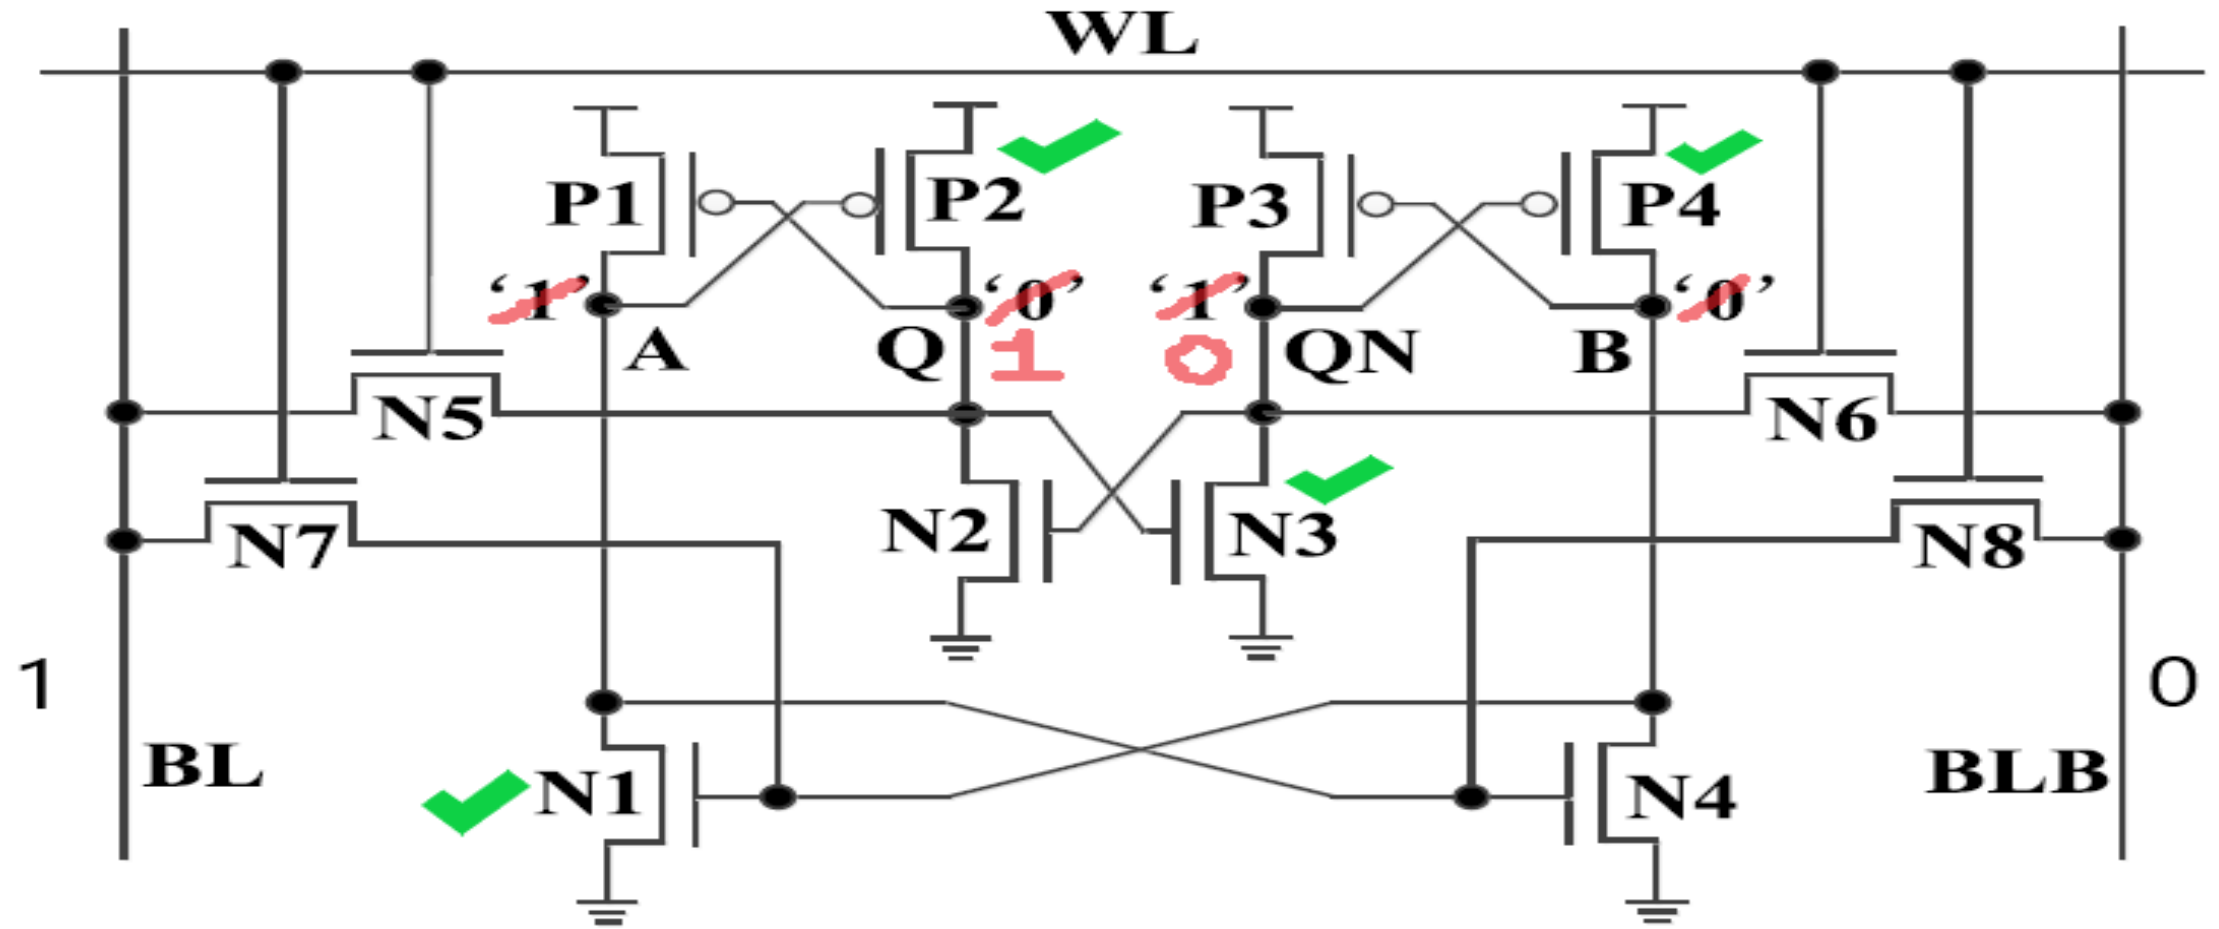 WL
P1 P2 P3 P4
‘1’ ‘0’ ‘1’ ‘0’
A Q 1 0 QN B
N5 N6
N7 N2 N3 N8
1 0
BL BLB
N1 N4